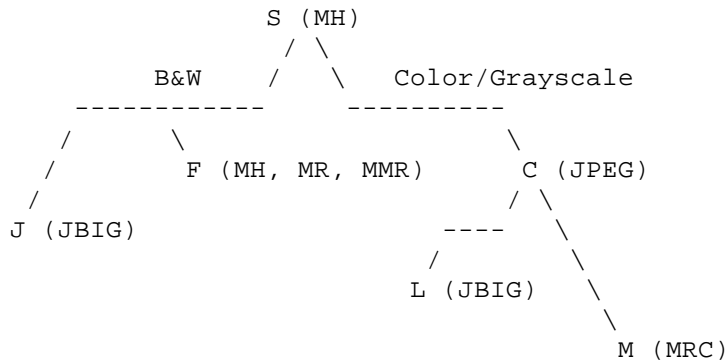 S (MH)
B&W Color/Grayscale
F (MH, MR, MMR) C (JPEG)
J (JBIG)
L (JBIG)
M (MRC)